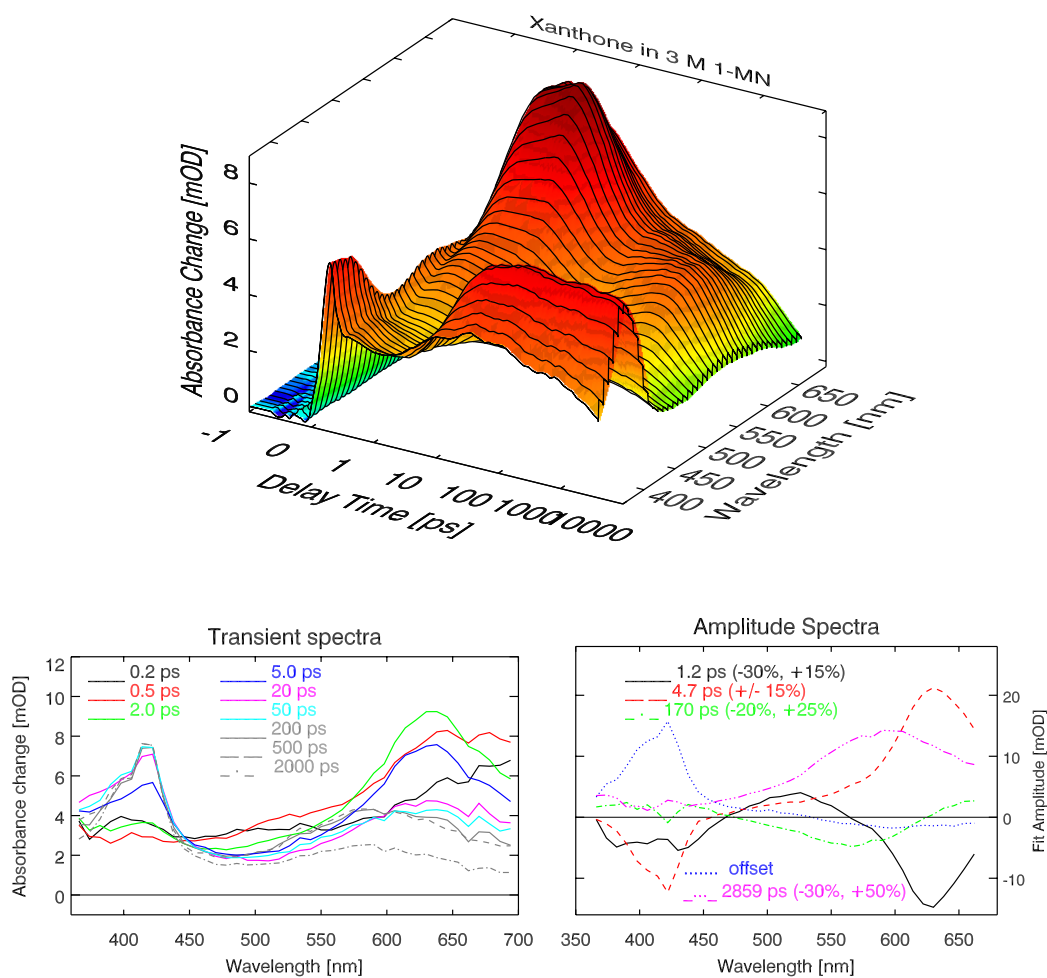 Xanthone in 3 M 1-MN
Absorbance Change [mOD]
8
6
4
2
0
-1 0 1 10 100 1000 10000
Delay Time [ps]
400 450 500 550 600 650
Wavelength [nm]
Transient spectra
Absorbance change [mOD]
12
10
8
6
4
2
0
0.2 ps
0.5 ps
2.0 ps
5.0 ps
20 ps
50 ps
200 ps
500 ps
2000 ps
400 450 500 550 600 650 700
Wavelength [nm]
Amplitude Spectra
1.2 ps (-30%, +15%)
4.7 ps (+/- 15%)
170 ps (-20%, +25%)
offset
2859 ps (-30%, +50%)
20
10
0
-10
Fit Amplitude [mOD]
350 400 450 500 550 600 650
Wavelength [nm]